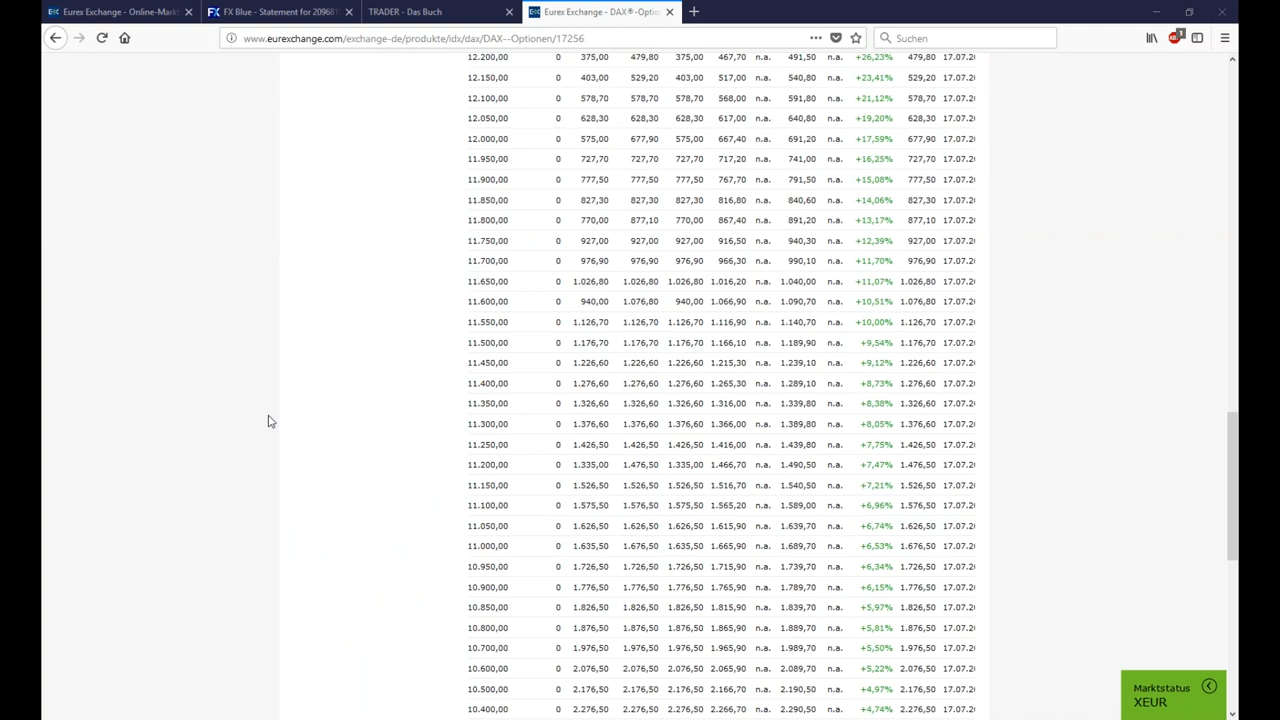 Eurex Exchange - Online-Mark
FX Blue - Statement for 20968
TRADER - Das Buch
Eurex Exchange - DAX®-Optio
www.eurexchange.com/exchange-de/produkte/idx/dax/DAX--Optionen/17256
Suchen
1
12.200,00 0 375,00 479,80 375,00 467,70 n.a. 491,50 n.a. +26,23% 479,80 17.07.20
12.150,00 0 403,00 529,20 403,00 517,00 n.a. 540,80 n.a. +23,41% 529,20 17.07.20
12.100,00 0 578,70 578,70 578,70 568,00 n.a. 591,80 n.a. +21,12% 578,70 17.07.20
12.050,00 0 628,30 628,30 628,30 617,00 n.a. 640,80 n.a. +19,20% 628,30 17.07.20
12.000,00 0 575,00 677,90 575,00 667,40 n.a. 691,20 n.a. +17,59% 677,90 17.07.20
11.950,00 0 727,70 727,70 727,70 717,20 n.a. 741,00 n.a. +16,25% 727,70 17.07.20
11.900,00 0 777,50 777,50 777,50 767,70 n.a. 791,50 n.a. +15,08% 777,50 17.07.20
11.850,00 0 827,30 827,30 827,30 816,80 n.a. 840,60 n.a. +14,06% 827,30 17.07.20
11.800,00 0 770,00 877,10 770,00 867,40 n.a. 891,20 n.a. +13,17% 877,10 17.07.20
11.750,00 0 927,00 927,00 927,00 916,50 n.a. 940,30 n.a. +12,39% 927,00 17.07.20
11.700,00 0 976,90 976,90 976,90 966,30 n.a. 990,10 n.a. +11,70% 976,90 17.07.20
11.650,00 0 1.026,80 1.026,80 1.026,80 1.016,20 n.a. 1.040,00 n.a. +11,07% 1.026,80 17.07.20
11.600,00 0 940,00 1.076,80 940,00 1.066,90 n.a. 1.090,70 n.a. +10,51% 1.076,80 17.07.20
11.550,00 0 1.126,70 1.126,70 1.126,70 1.116,90 n.a. 1.140,70 n.a. +10,00% 1.126,70 17.07.20
11.500,00 0 1.176,70 1.176,70 1.176,70 1.166,10 n.a. 1.189,90 n.a. +9,54% 1.176,70 17.07.20
11.450,00 0 1.226,60 1.226,60 1.226,60 1.215,30 n.a. 1.239,10 n.a. +9,12% 1.226,60 17.07.20
11.400,00 0 1.276,60 1.276,60 1.276,60 1.265,30 n.a. 1.289,10 n.a. +8,73% 1.276,60 17.07.20
11.350,00 0 1.326,60 1.326,60 1.326,60 1.316,00 n.a. 1.339,80 n.a. +8,38% 1.326,60 17.07.20
11.300,00 0 1.376,60 1.376,60 1.376,60 1.366,00 n.a. 1.389,80 n.a. +8,05% 1.376,60 17.07.20
11.250,00 0 1.426,50 1.426,50 1.426,50 1.416,00 n.a. 1.439,80 n.a. +7,75% 1.426,50 17.07.20
11.200,00 0 1.335,00 1.476,50 1.335,00 1.466,70 n.a. 1.490,50 n.a. +7,47% 1.476,50 17.07.20
11.150,00 0 1.526,50 1.526,50 1.526,50 1.516,70 n.a. 1.540,50 n.a. +7,21% 1.526,50 17.07.20
11.100,00 0 1.575,50 1.576,50 1.575,50 1.565,20 n.a. 1.589,00 n.a. +6,96% 1.576,50 17.07.20
11.050,00 0 1.626,50 1.626,50 1.626,50 1.615,90 n.a. 1.639,70 n.a. +6,74% 1.626,50 17.07.20
11.000,00 0 1.635,50 1.676,50 1.635,50 1.665,90 n.a. 1.689,70 n.a. +6,53% 1.676,50 17.07.20
10.950,00 0 1.726,50 1.726,50 1.726,50 1.715,90 n.a. 1.739,70 n.a. +6,34% 1.726,50 17.07.20
10.900,00 0 1.776,50 1.776,50 1.776,50 1.765,90 n.a. 1.789,70 n.a. +6,15% 1.776,50 17.07.20
10.850,00 0 1.826,50 1.826,50 1.826,50 1.815,90 n.a. 1.839,70 n.a. +5,97% 1.826,50 17.07.20
10.800,00 0 1.876,50 1.876,50 1.876,50 1.865,90 n.a. 1.889,70 n.a. +5,81% 1.876,50 17.07.20
10.700,00 0 1.976,50 1.976,50 1.976,50 1.965,90 n.a. 1.989,70 n.a. +5,50% 1.976,50 17.07.20
10.600,00 0 2.076,50 2.076,50 2.076,50 2.065,90 n.a. 2.089,70 n.a. +5,22% 2.076,50 17.07.20
10.500,00 0 2.176,50 2.176,50 2.176,50 2.166,70 n.a. 2.190,50 n.a. +4,97% 2.176,50 17.07.20
10.400,00 0 2.276,50 2.276,50 2.276,50 2.266,70 n.a. 2.290,50 n.a. +4,74% 2.276,50 17.07.20
Marktstatus
XEUR